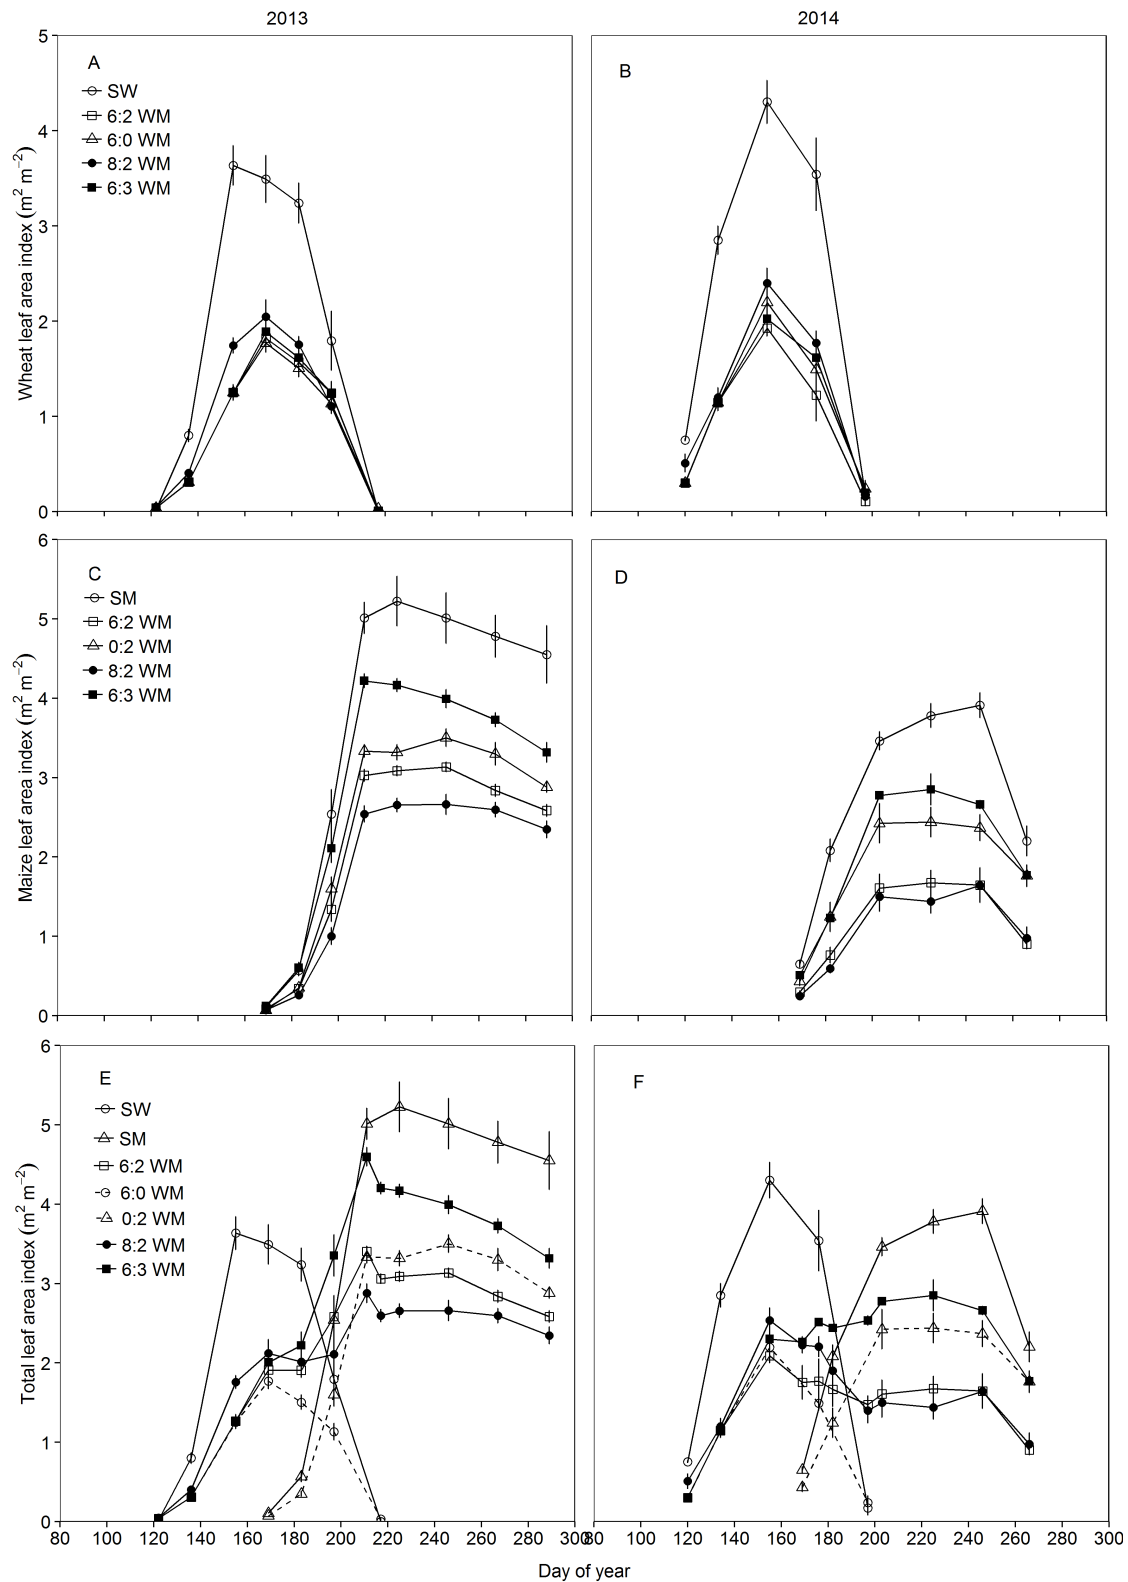 2013
2014
A
SW
6:2 WM
6:0 WM
8:2 WM
6:3 WM
B
5
4
3
2
1
0
Wheat leaf area index (m² m⁻²)
C
SM
6:2 WM
0:2 WM
8:2 WM
6:3 WM
D
6
5
4
3
2
1
0
Maize leaf area index (m² m⁻²)
E
SW
SM
6:2 WM
6:0 WM
0:2 WM
8:2 WM
6:3 WM
F
6
5
4
3
2
1
0
Total leaf area index (m² m⁻²)
80 100 120 140 160 180 200 220 240 260 280 300
80 100 120 140 160 180 200 220 240 260 280 300
Day of year